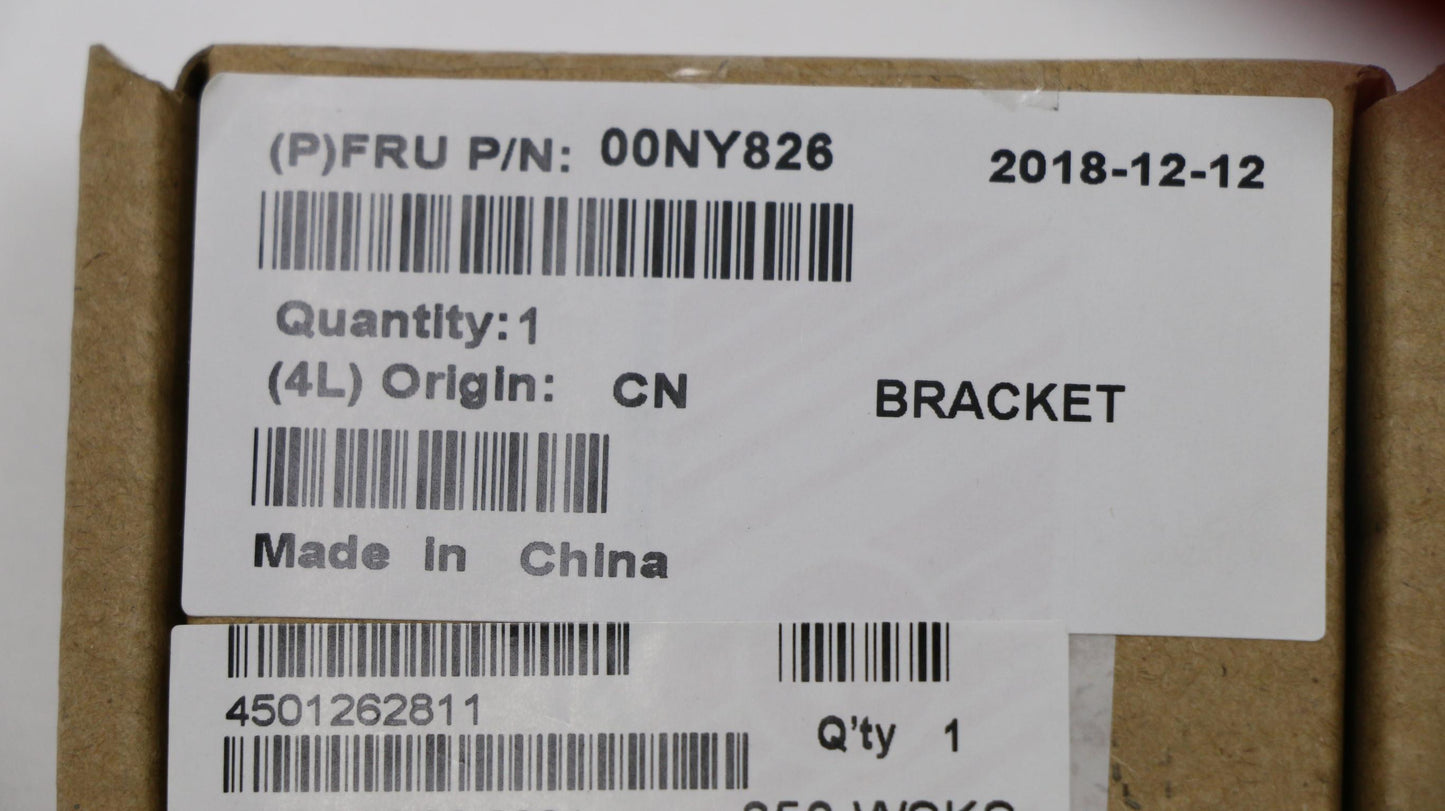 (P)FRU P/N: 00NY826 2018-12-12
Quantity:1
(4L) Origin: CN BRACKET
Made in China
4501262811
Q'ty 1